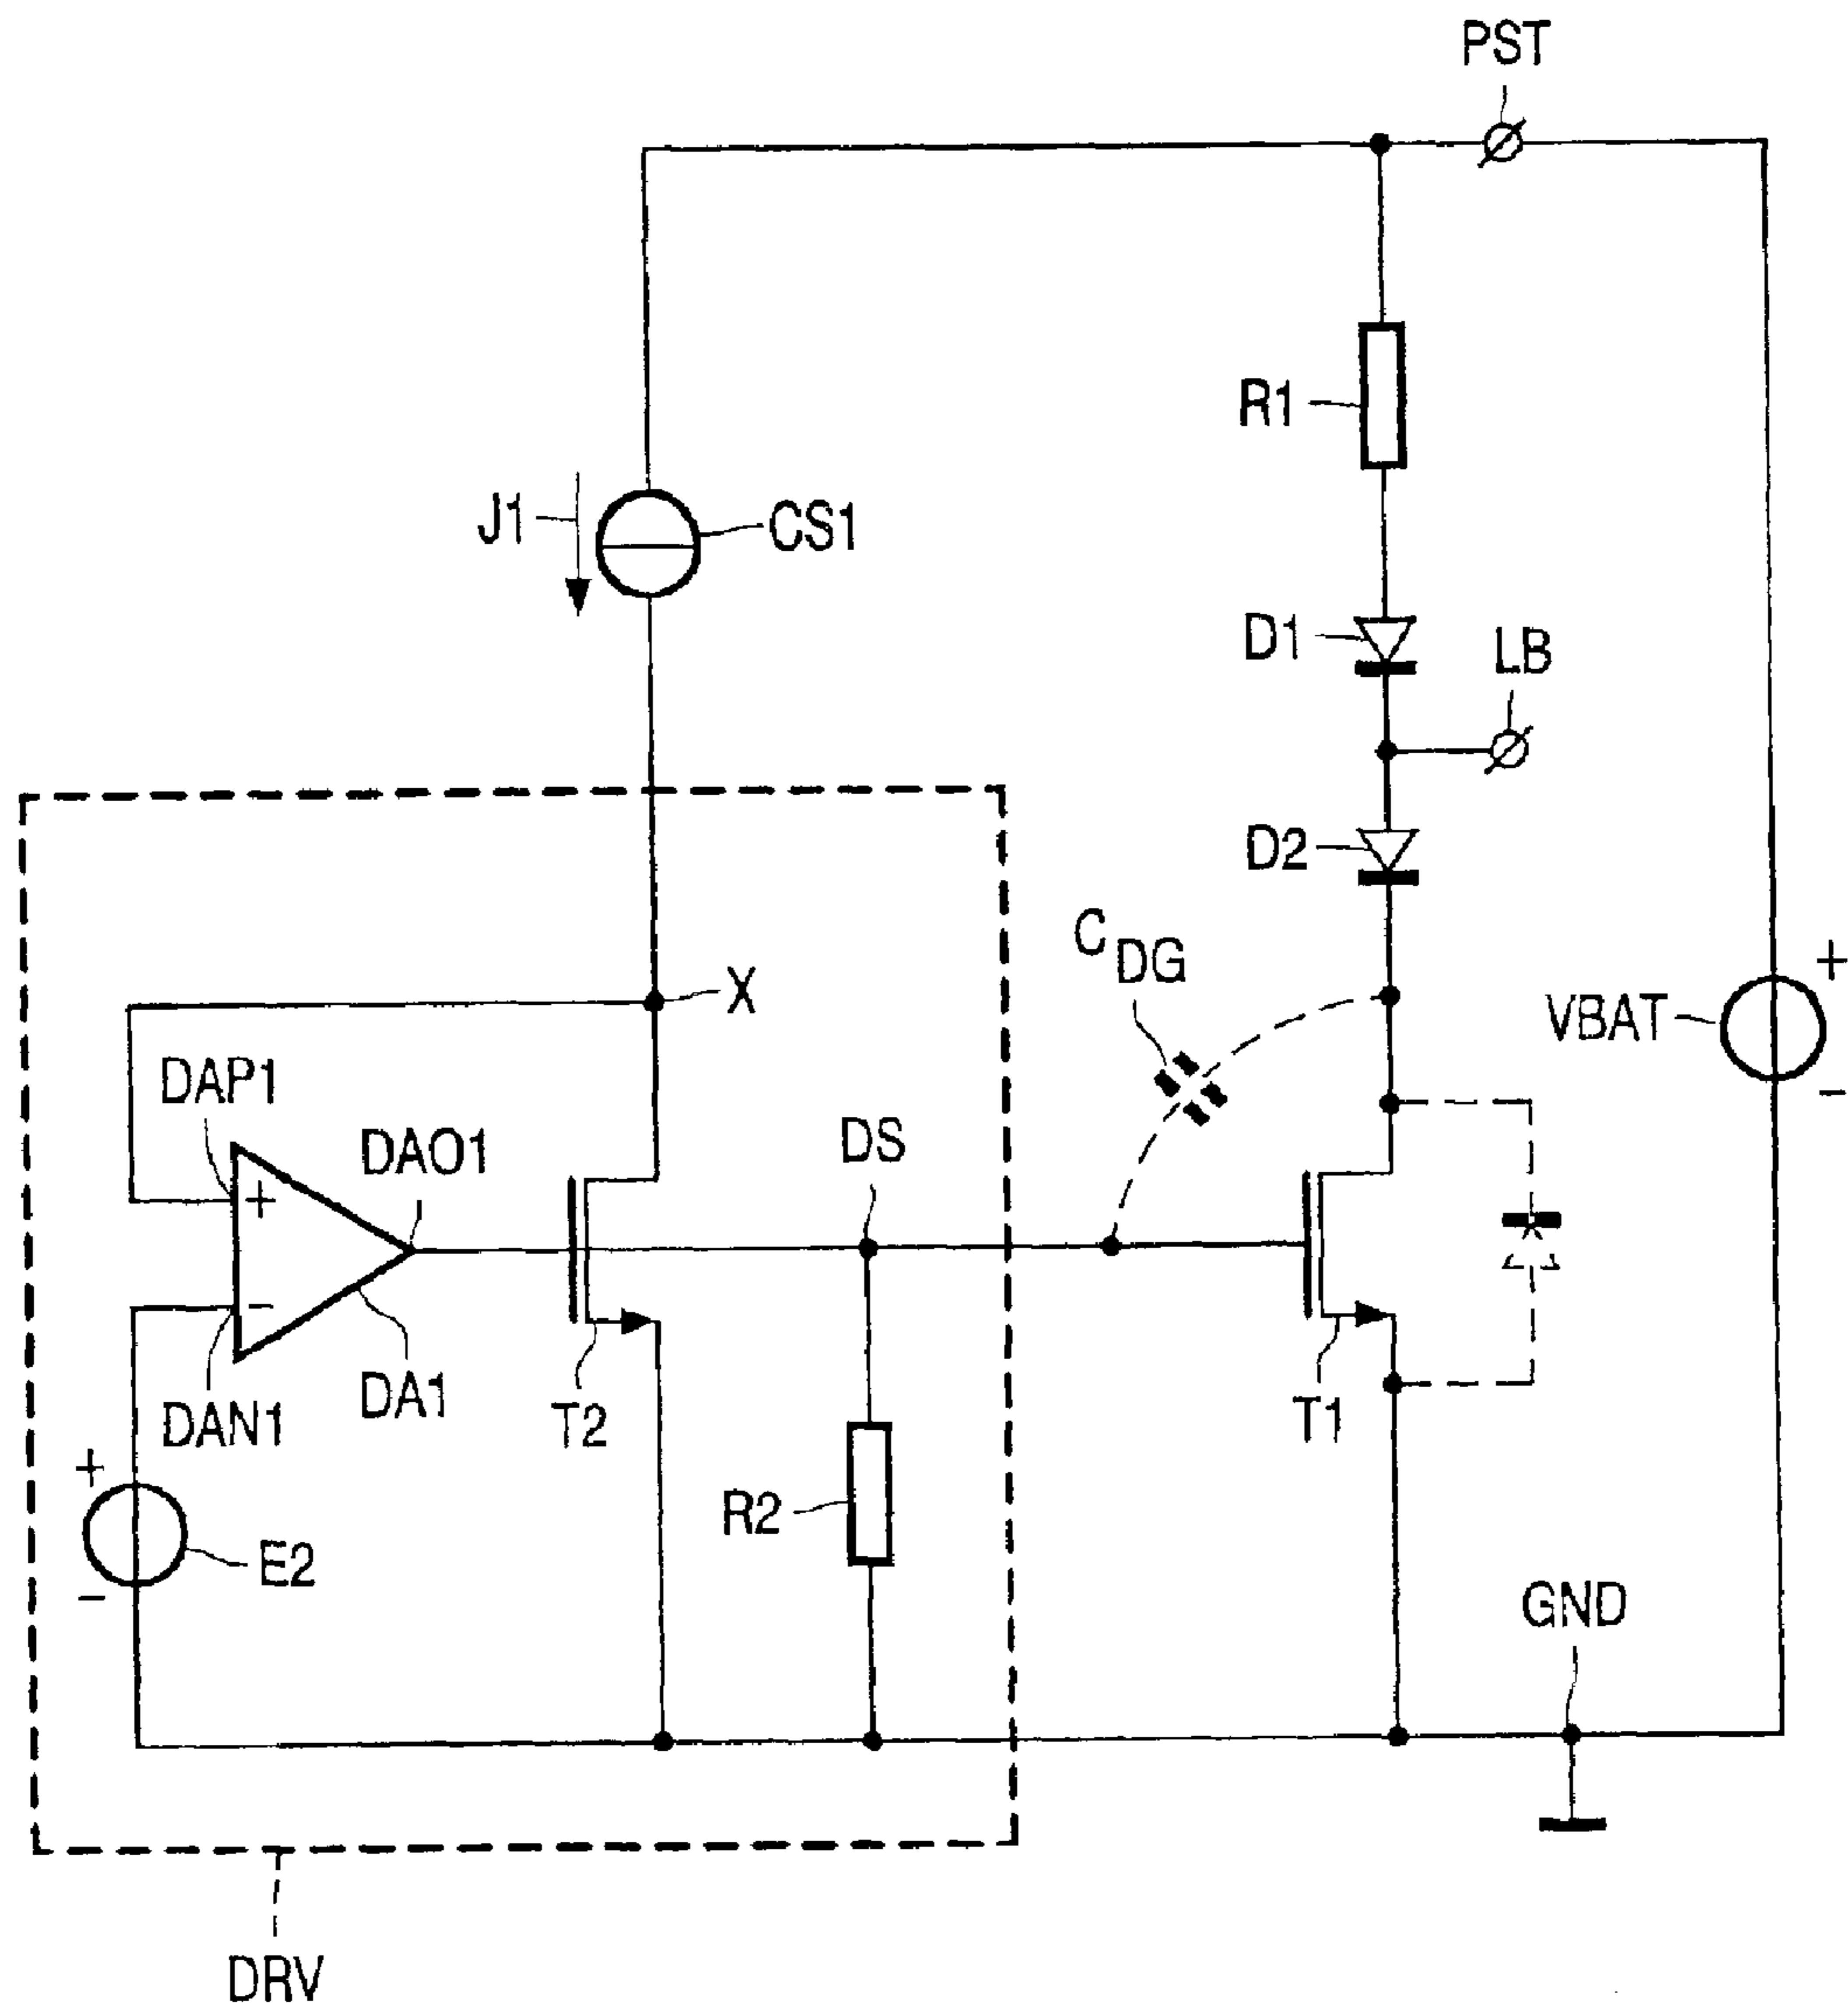 PST
R1
J1
CS1
D1
LB
D2
C DG
X
VBAT
+
-
DAP1
DAO1
DS
+
-
DAN1
DA1
T2
T1
+
-
E2
R2
GND
DRV